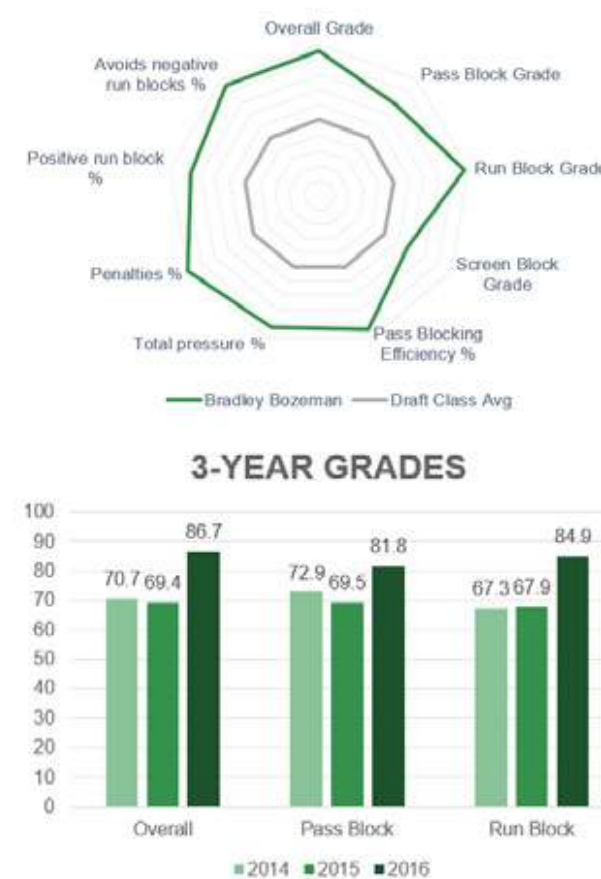 Overall Grade
Avoids negative
run blocks %
Pass Block Grade
Positive run block
%
Run Block Grade
Penalties %
Screen Block
Grade
Total pressure %
Pass Blocking
Efficiency %
Bradley Bozeman Draft Class Avg
3-YEAR GRADES
100
90
80
70
60
50
40
30
20
10
0
70.7 69.4 86.7
72.9 69.5 81.8
67.3 67.9 84.9
Overall Pass Block Run Block
2014 2015 2016